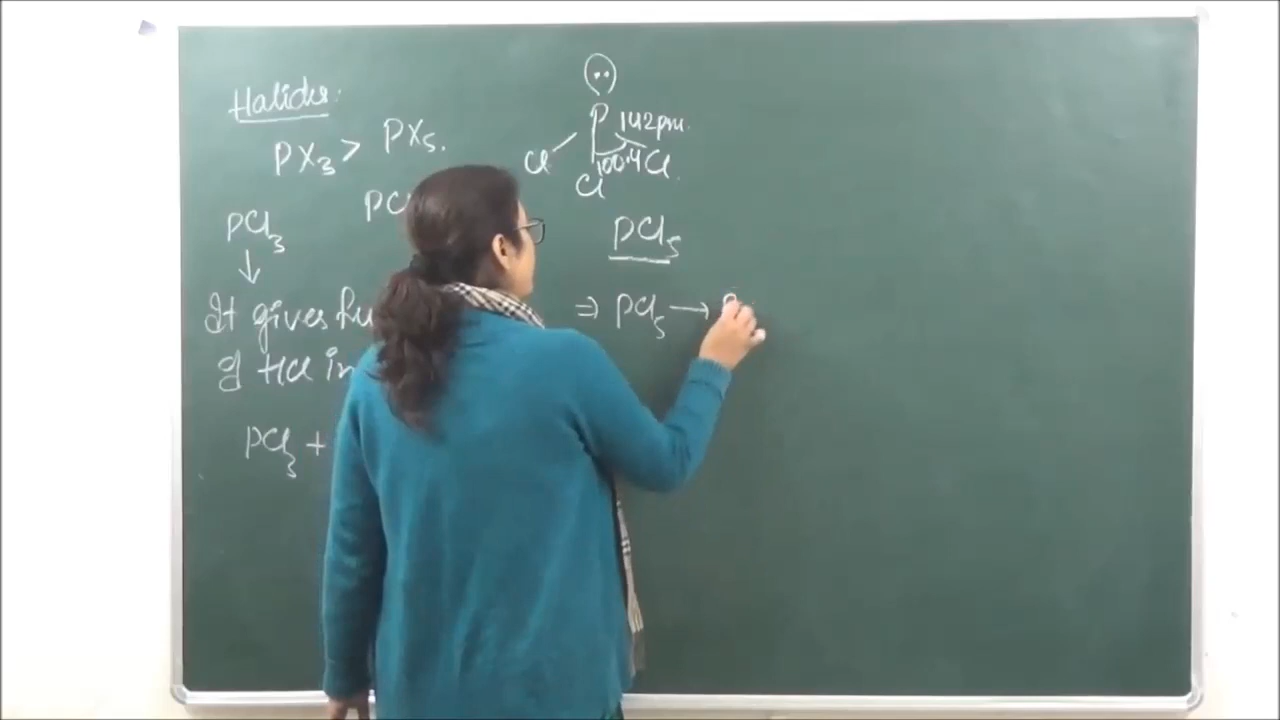 Halides:
PX3 > PX5.
PCl3
↓
It gives
of HCl in
PCl3 +
:
P 142pm.
Cl 100.4 Cl
Cl
PCl5
⇒ PCl5 →